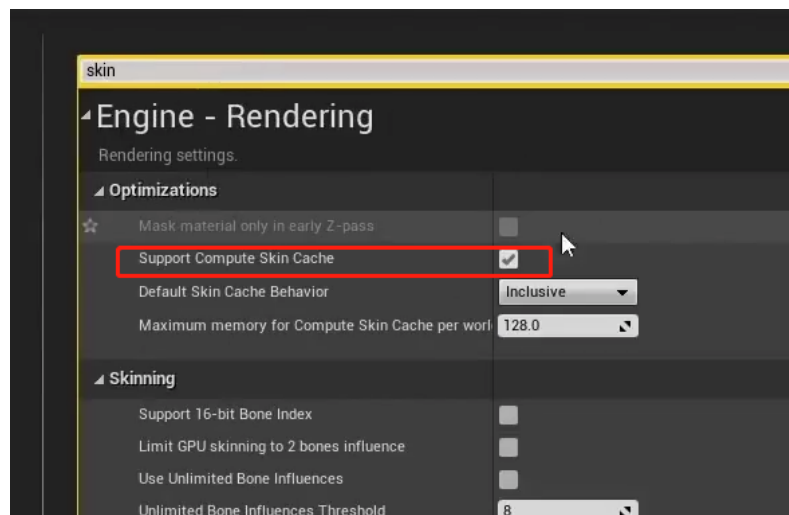 skin
Engine - Rendering
Rendering settings.
Optimizations
Mask material only in early Z-pass
Support Compute Skin Cache
Default Skin Cache Behavior Inclusive
Maximum memory for Compute Skin Cache per worl 128.0
Skinning
Support 16-bit Bone Index
Limit GPU skinning to 2 bones influence
Use Unlimited Bone Influences
Unlimited Bone Influences Threshold 8